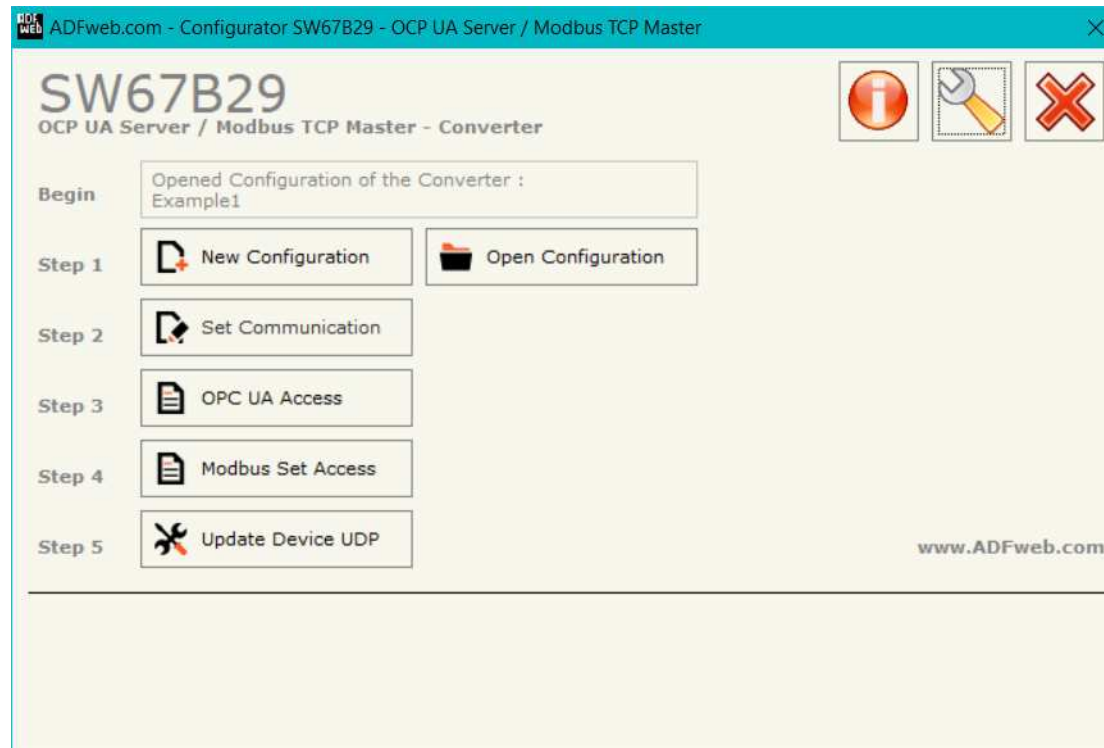 ADF WEB ADFweb.com - Configurator SW67B29 - OCP UA Server / Modbus TCP Master
SW67B29
OCP UA Server / Modbus TCP Master - Converter
Begin
Opened Configuration of the Converter :
Example1
Step 1
New Configuration
Open Configuration
Step 2
Set Communication
Step 3
OPC UA Access
Step 4
Modbus Set Access
Step 5
Update Device UDP
www.ADFweb.com